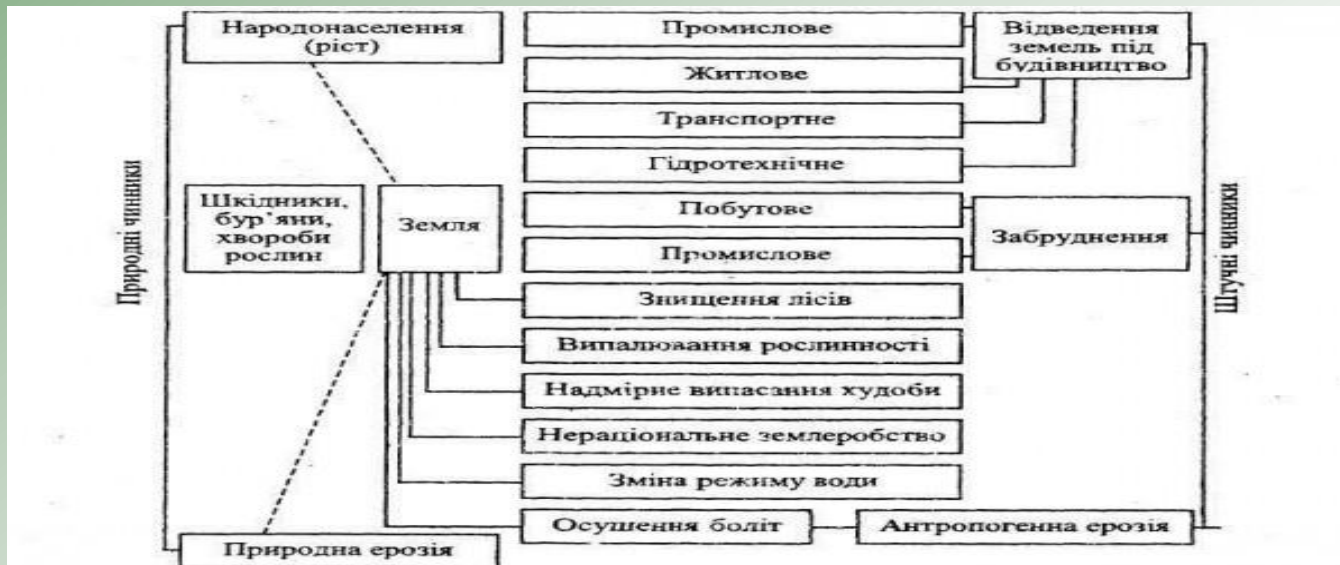 Природні чинники
Народонаселення
(ріст)
Шкідники,
бур’яни,
хвороби
рослин
Земля
Природна ерозія
Промислове
Житлове
Транспортне
Гідротехнічне
Побутове
Промислове
Знищення лісів
Випалювання рослинності
Надмірне випасання худоби
Нераціональне землеробство
Зміна режиму води
Осушення боліт
Відведення
земель під
будівництво
Забруднення
Антропогенна ерозія
Штучні чинники